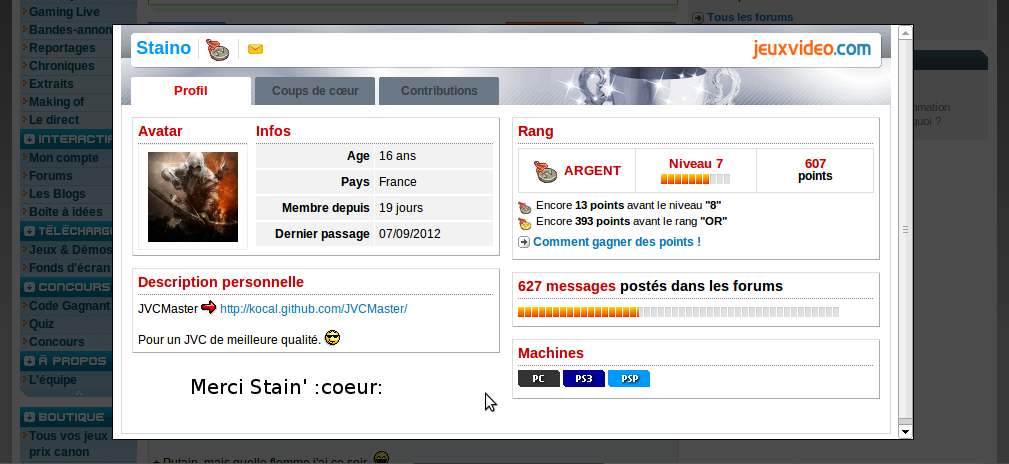 Gaming Live
Bandes-annon
Reportages
Chroniques
Extraits
Making of
Le direct
INTERACTIF
Mon compte
Forums
Les Blogs
Boîte à idées
TÉLÉCHARG
Jeux & Démos
Fonds d'écran
CONCOURS
Code Gagnant
Quiz
Concours
À PROPOS
L'équipe
BOUTIQUE
Tous vos jeux
prix canon
Tous les forums
mation
quoi ?
Staino
jeuxvideo.com
Profil
Coups de cœur
Contributions
Avatar
Infos
Age 16 ans
Pays France
Membre depuis 19 jours
Dernier passage 07/09/2012
Description personnelle
JVCMaster http://kocal.github.com/JVCMaster/
Pour un JVC de meilleure qualité.
Merci Stain' :coeur:
Rang
ARGENT
Niveau 7
607
points
Encore 13 points avant le niveau "8"
Encore 393 points avant le rang "OR"
Comment gagner des points !
627 messages postés dans les forums
Machines
PC PS3 PSP
+ Putain, mais quelle flemme j'ai ce soir.